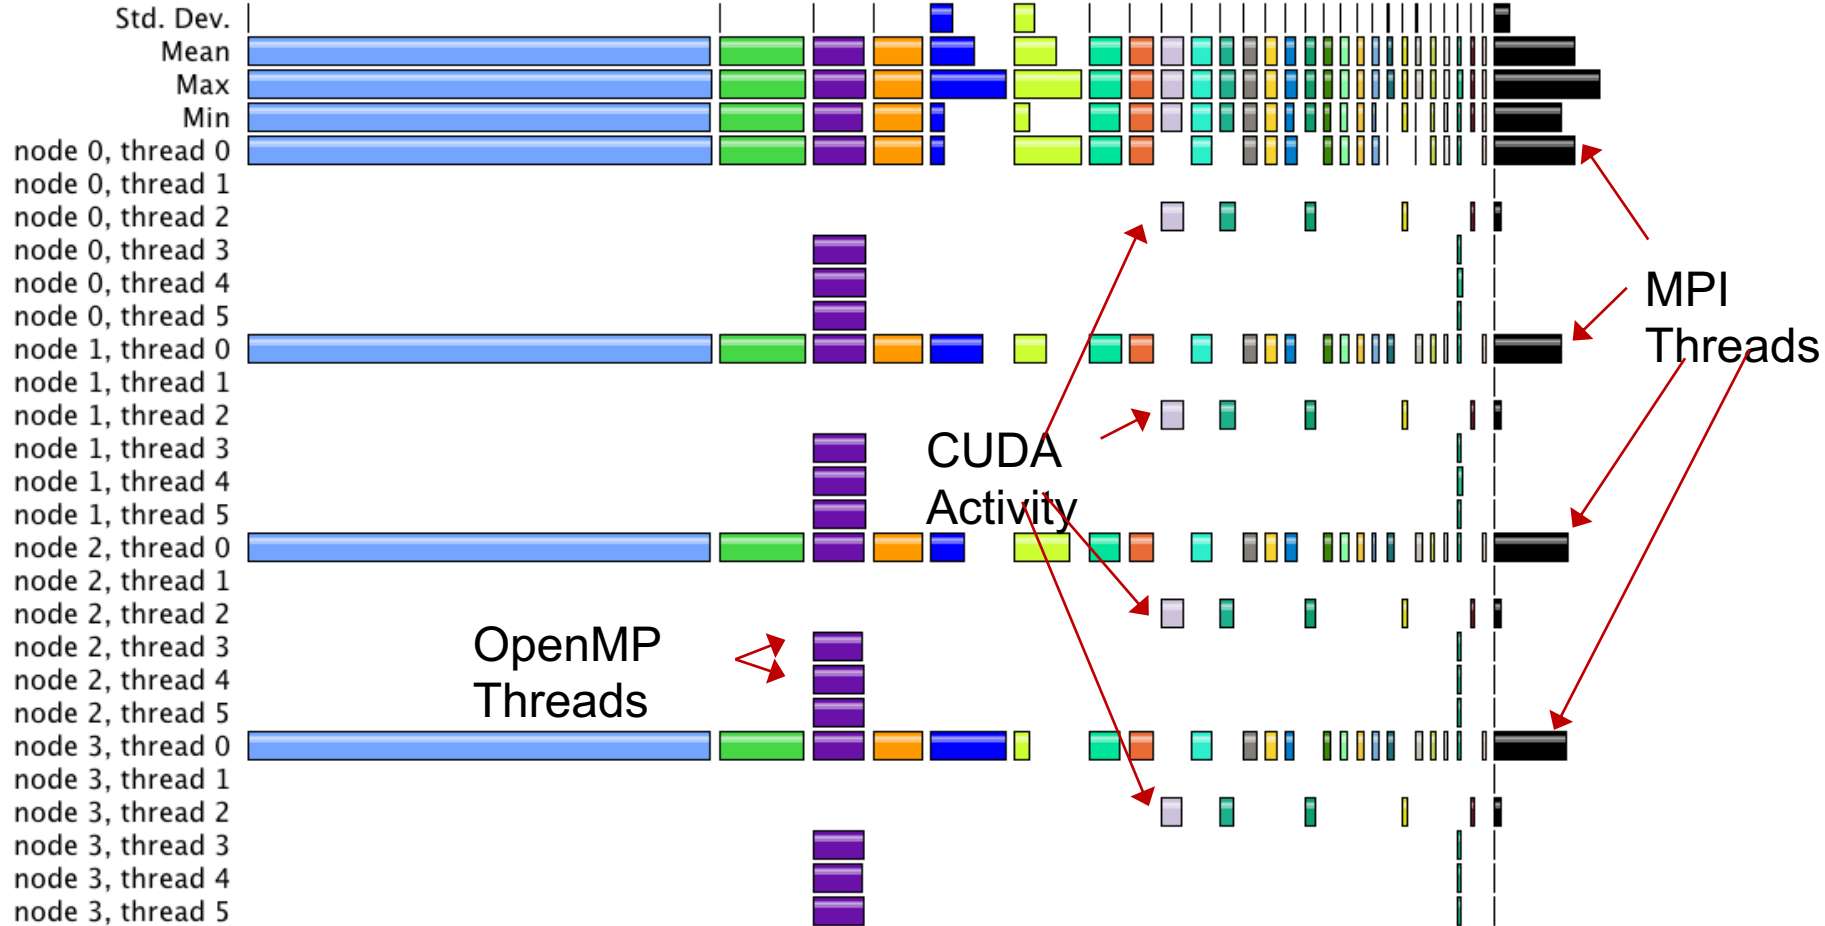 Std. Dev.
Mean
Max
Min
node 0, thread 0
node 0, thread 1
node 0, thread 2
node 0, thread 3
node 0, thread 4
node 0, thread 5
node 1, thread 0
node 1, thread 1
node 1, thread 2
node 1, thread 3
node 1, thread 4
node 1, thread 5
node 2, thread 0
node 2, thread 1
node 2, thread 2
node 2, thread 3
node 2, thread 4
node 2, thread 5
node 3, thread 0
node 3, thread 1
node 3, thread 2
node 3, thread 3
node 3, thread 4
node 3, thread 5
MPI
Threads
CUDA
Activity
OpenMP
Threads